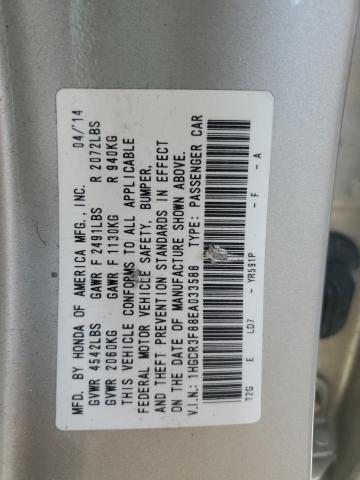 MFD. BY HONDA OF AMERICA MFG., INC. 04/'14
GVWR 4542LBS GAWR F 2491LBS R 2072LBS
GVWR 2060KG GAWR F 1130KG R 940KG
THIS VEHICLE CONFORMS TO ALL APPLICABLE
FEDERAL MOTOR VEHICLE SAFETY, BUMPER,
AND THEFT PREVENTION STANDARDS IN EFFECT
ON THE DATE OF MANUFACTURE SHOWN ABOVE.
V.I.N.: 1HGCR3F88EA033588 TYPE: PASSENGER CAR
T2G E LD7 - YR591P - F - A